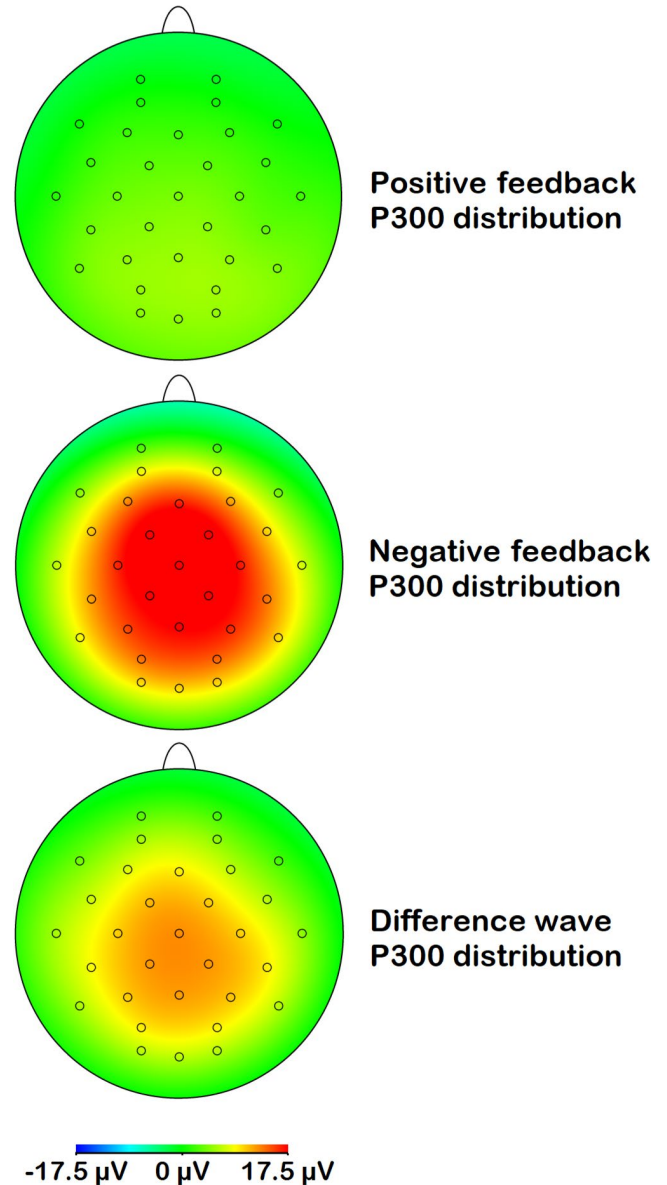 Positive feedback
P300 distribution
Negative feedback
P300 distribution
Difference wave
P300 distribution
-17.5 µV 0 µV 17.5 µV